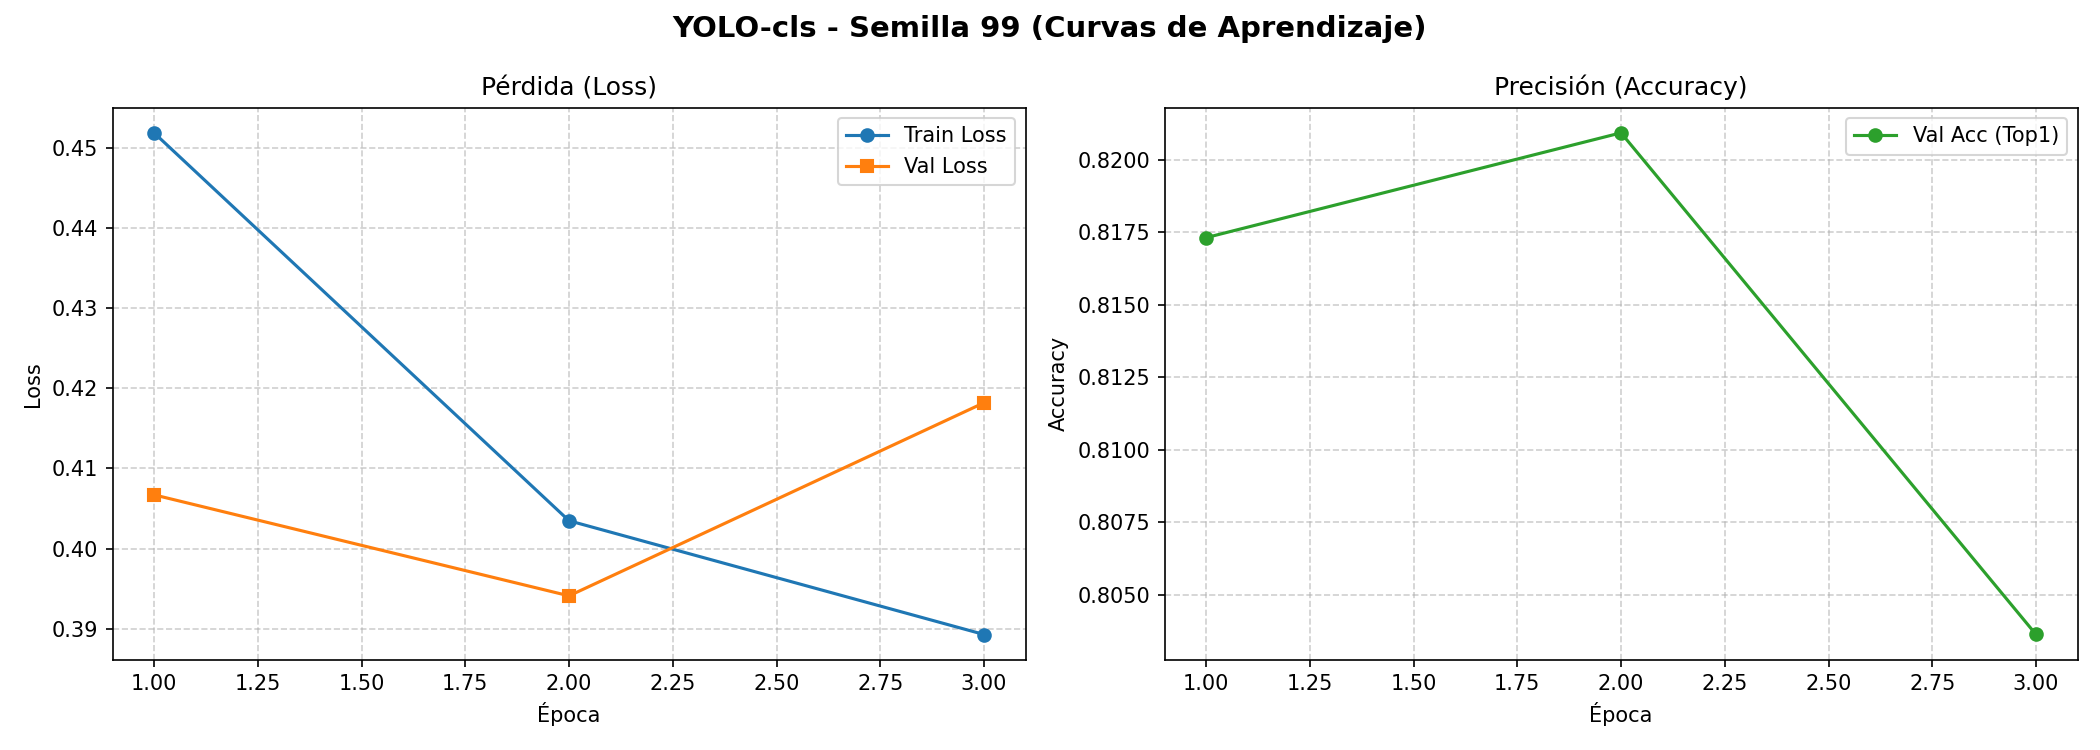 YOLO-cls - Semilla 99 (Curvas de Aprendizaje)
Pérdida (Loss)
Train Loss
Val Loss
0.45
0.44
0.43
0.42
0.41
0.40
0.39
Loss
1.00 1.25 1.50 1.75 2.00 2.25 2.50 2.75 3.00
Época
Precisión (Accuracy)
Val Acc (Top1)
0.8200
0.8175
0.8150
0.8125
0.8100
0.8075
0.8050
Accuracy
1.00 1.25 1.50 1.75 2.00 2.25 2.50 2.75 3.00
Época